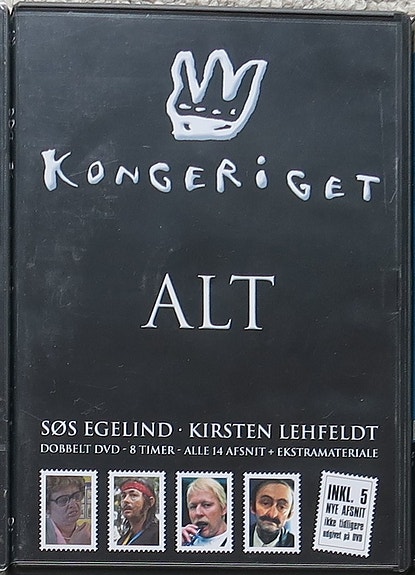 KONGERiGET
ALT
SØS EGELIND · KIRSTEN LEHFELDT
DOBBELT DVD - 8 TIMER - ALLE 14 AFSNIT + EKSTRAMATERIALE
INKL. 5
NYE AFSNIT
ikke tidligere
udgivet på DVD